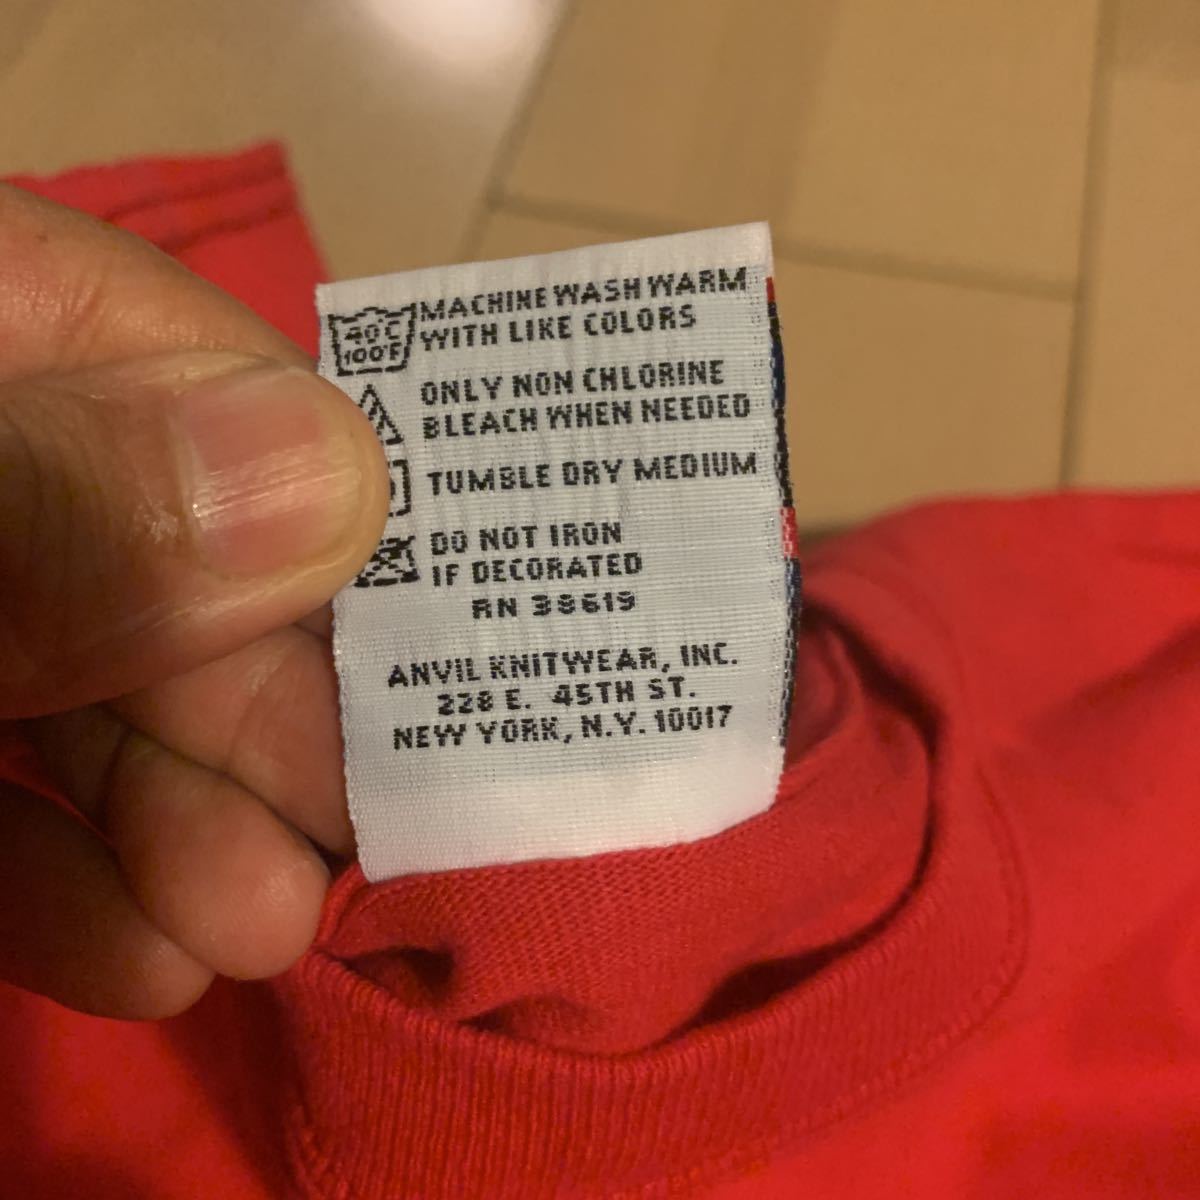 40°C
100°F
MACHINE WASH WARM
WITH LIKE COLORS
ONLY NON CHLORINE
BLEACH WHEN NEEDED
TUMBLE DRY MEDIUM
DO NOT IRON
IF DECORATED
RN 38619
ANVIL KNITWEAR, INC.
228 E. 45TH ST.
NEW YORK, N.Y. 10017